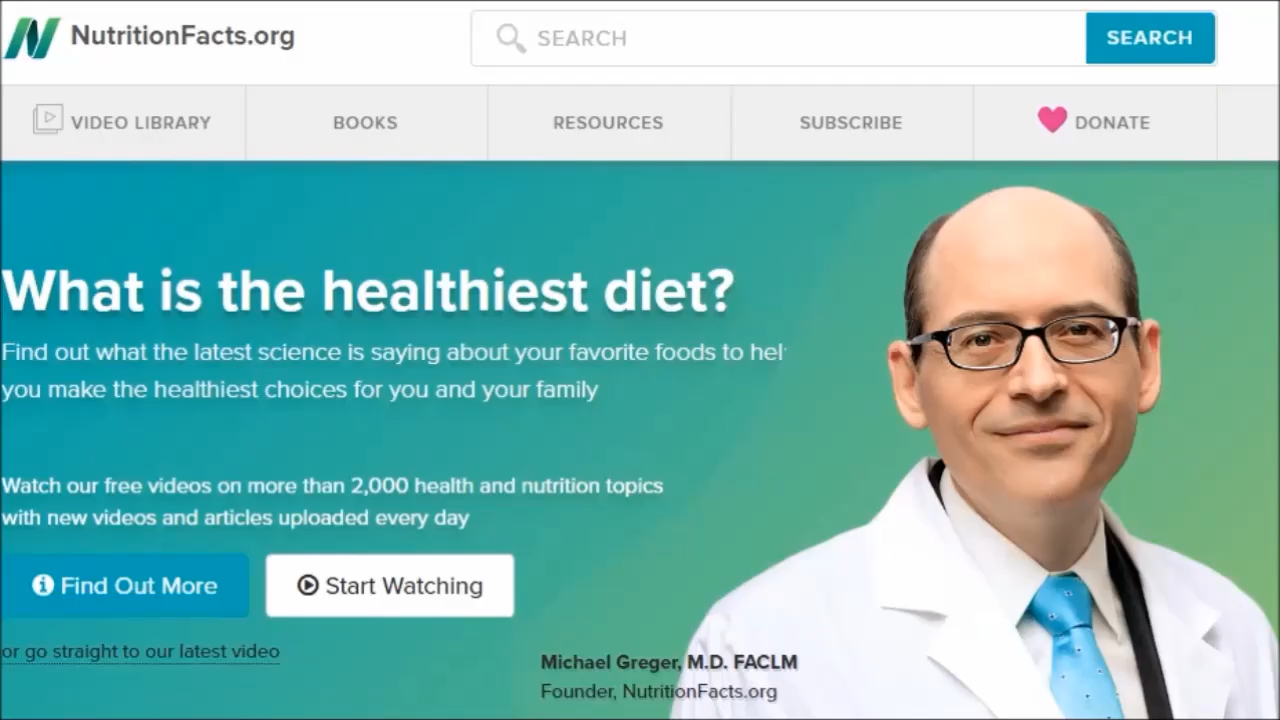 NutritionFacts.org
SEARCH
SEARCH
VIDEO LIBRARY
BOOKS
RESOURCES
SUBSCRIBE
DONATE
What is the healthiest diet?
Find out what the latest science is saying about your favorite foods to hel
you make the healthiest choices for you and your family
Watch our free videos on more than 2,000 health and nutrition topics
with new videos and articles uploaded every day
Find Out More
Start Watching
or go straight to our latest video
Michael Greger, M.D. FACLM
Founder, NutritionFacts.org